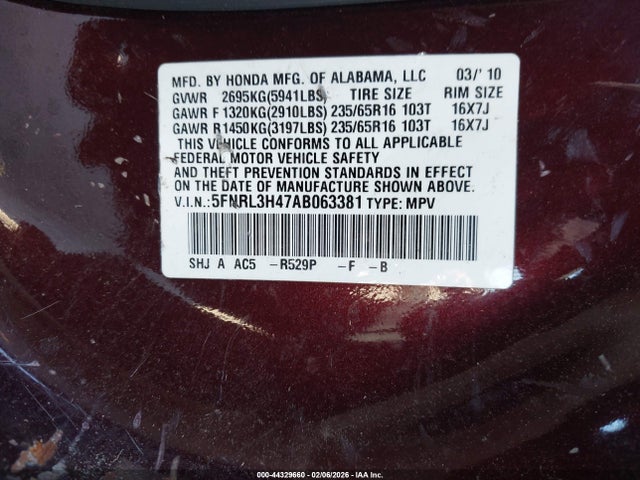 MFD. BY HONDA MFG. OF ALABAMA, LLC 03/'10
GVWR 2695KG(5941LBS) TIRE SIZE RIM SIZE
GAWR F 1320KG(2910LBS) 235/65R16 103T 16X7J
GAWR R 1450KG(3197LBS) 235/65R16 103T 16X7J
THIS VEHICLE CONFORMS TO ALL APPLICABLE
FEDERAL MOTOR VEHICLE SAFETY
AND THEFT PREVENTION STANDARDS IN EFFECT
ON THE DATE OF MANUFACTURE SHOWN ABOVE.
V.I.N.: 5FNRL3H47AB063381 TYPE: MPV
SHJ A AC5 -R529P -F -B
000-44329660 - 02/06/2026 - IAA Inc.